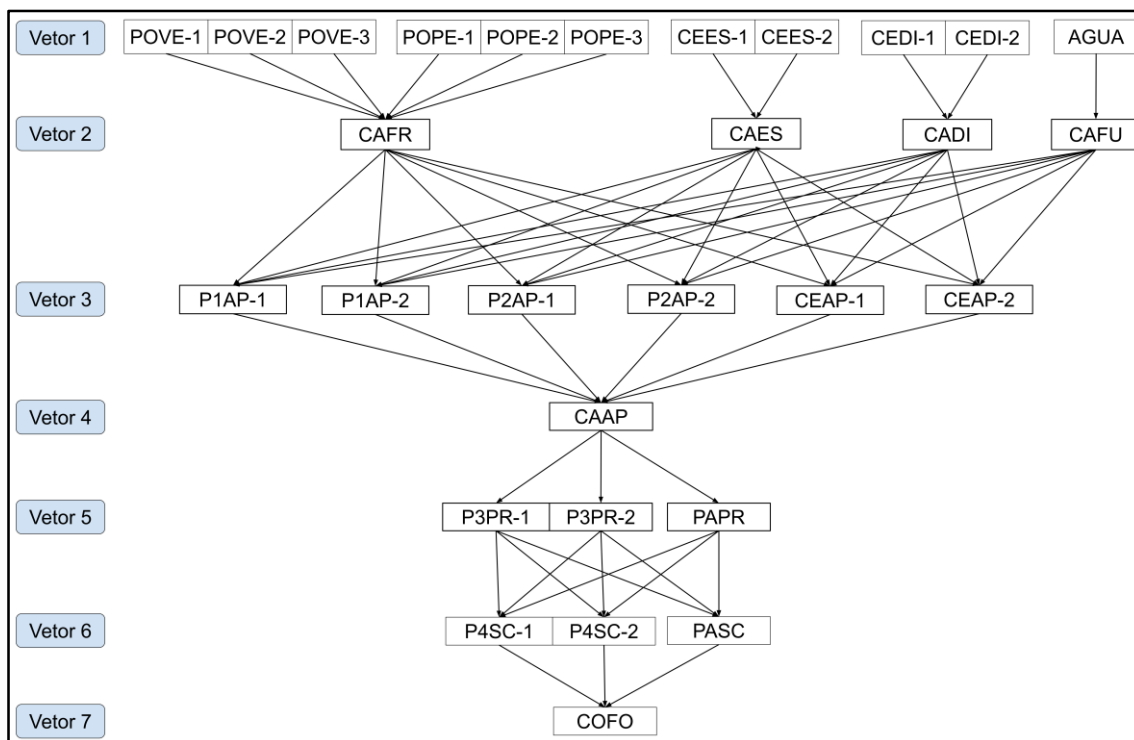 Vetor 1 POVE-1 POVE-2 POVE-3 POPE-1 POPE-2 POPE-3 CEES-1 CEES-2 CEDI-1 CEDI-2 AGUA
Vetor 2 CAFR CAES CADI CAFU
Vetor 3 P1AP-1 P1AP-2 P2AP-1 P2AP-2 CEAP-1 CEAP-2
Vetor 4 CAAP
Vetor 5 P3PR-1 P3PR-2 PAPR
Vetor 6 P4SC-1 P4SC-2 PASC
Vetor 7 COFO